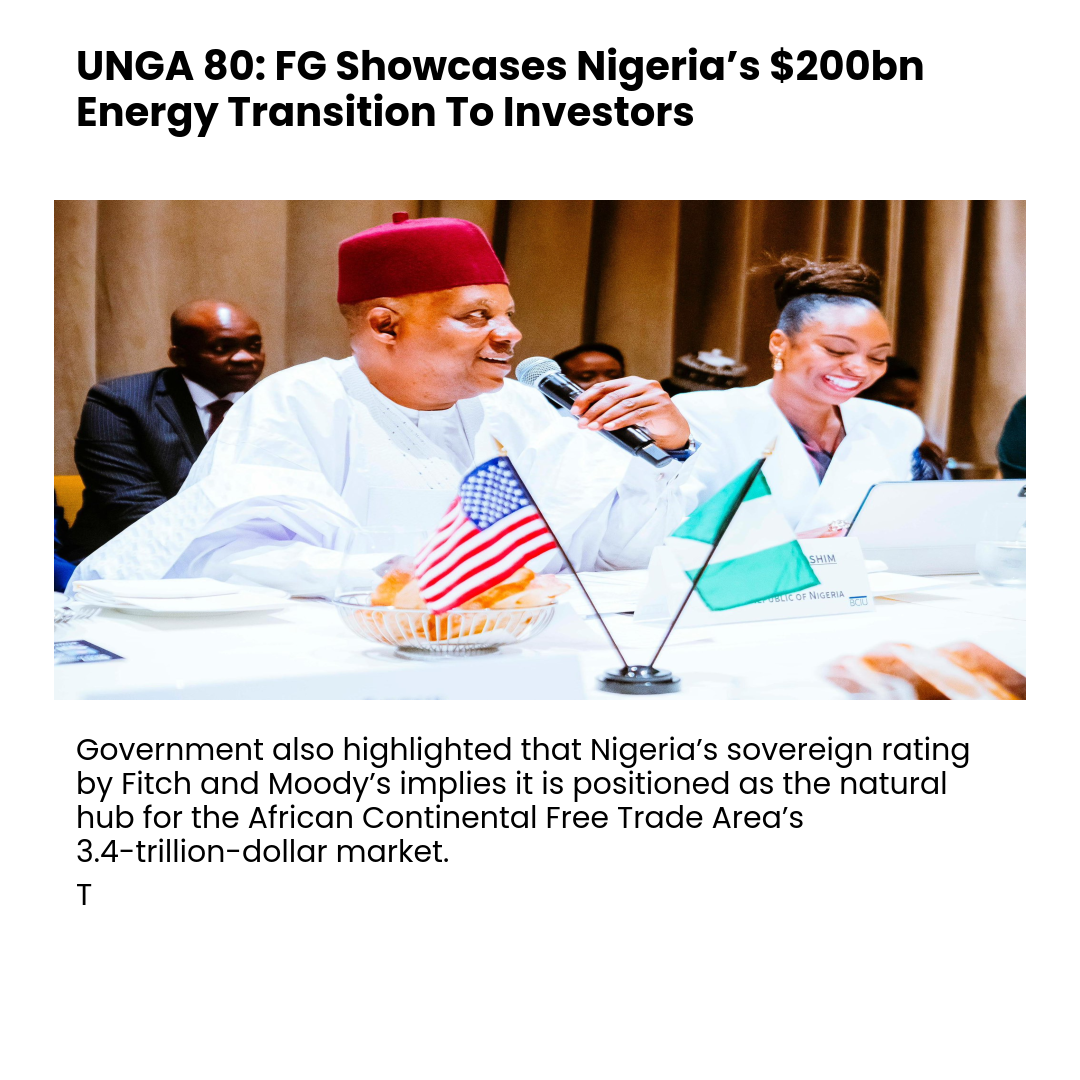 UNGA 80: FG Showcases Nigeria’s $200bn
Energy Transition To Investors
SHIM
REPUBLIC OF NIGERIA
BCIU
Government also highlighted that Nigeria’s sovereign rating
by Fitch and Moody’s implies it is positioned as the natural
hub for the African Continental Free Trade Area’s
3.4-trillion-dollar market.
T